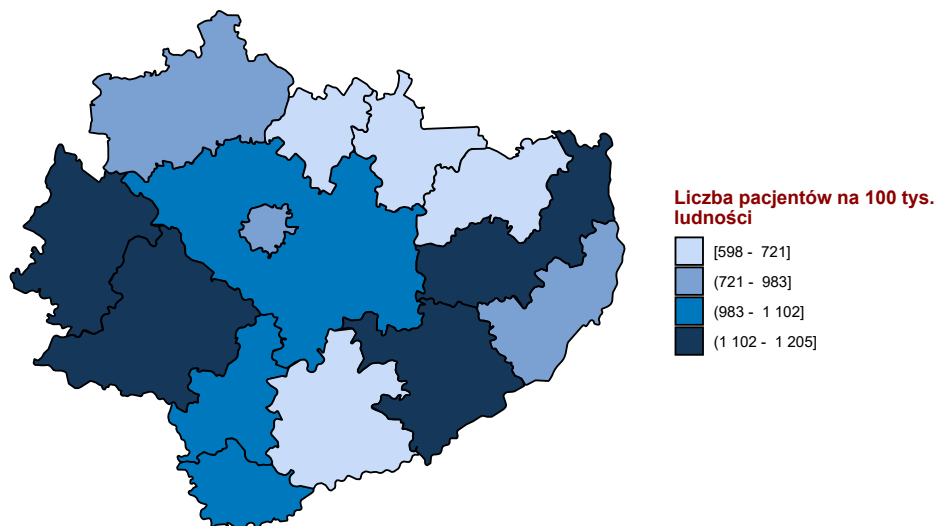 Liczba pacjentów na 100 tys.
ludności
[598 - 721]
(721 - 983]
(983 - 1 102]
(1 102 - 1 205]